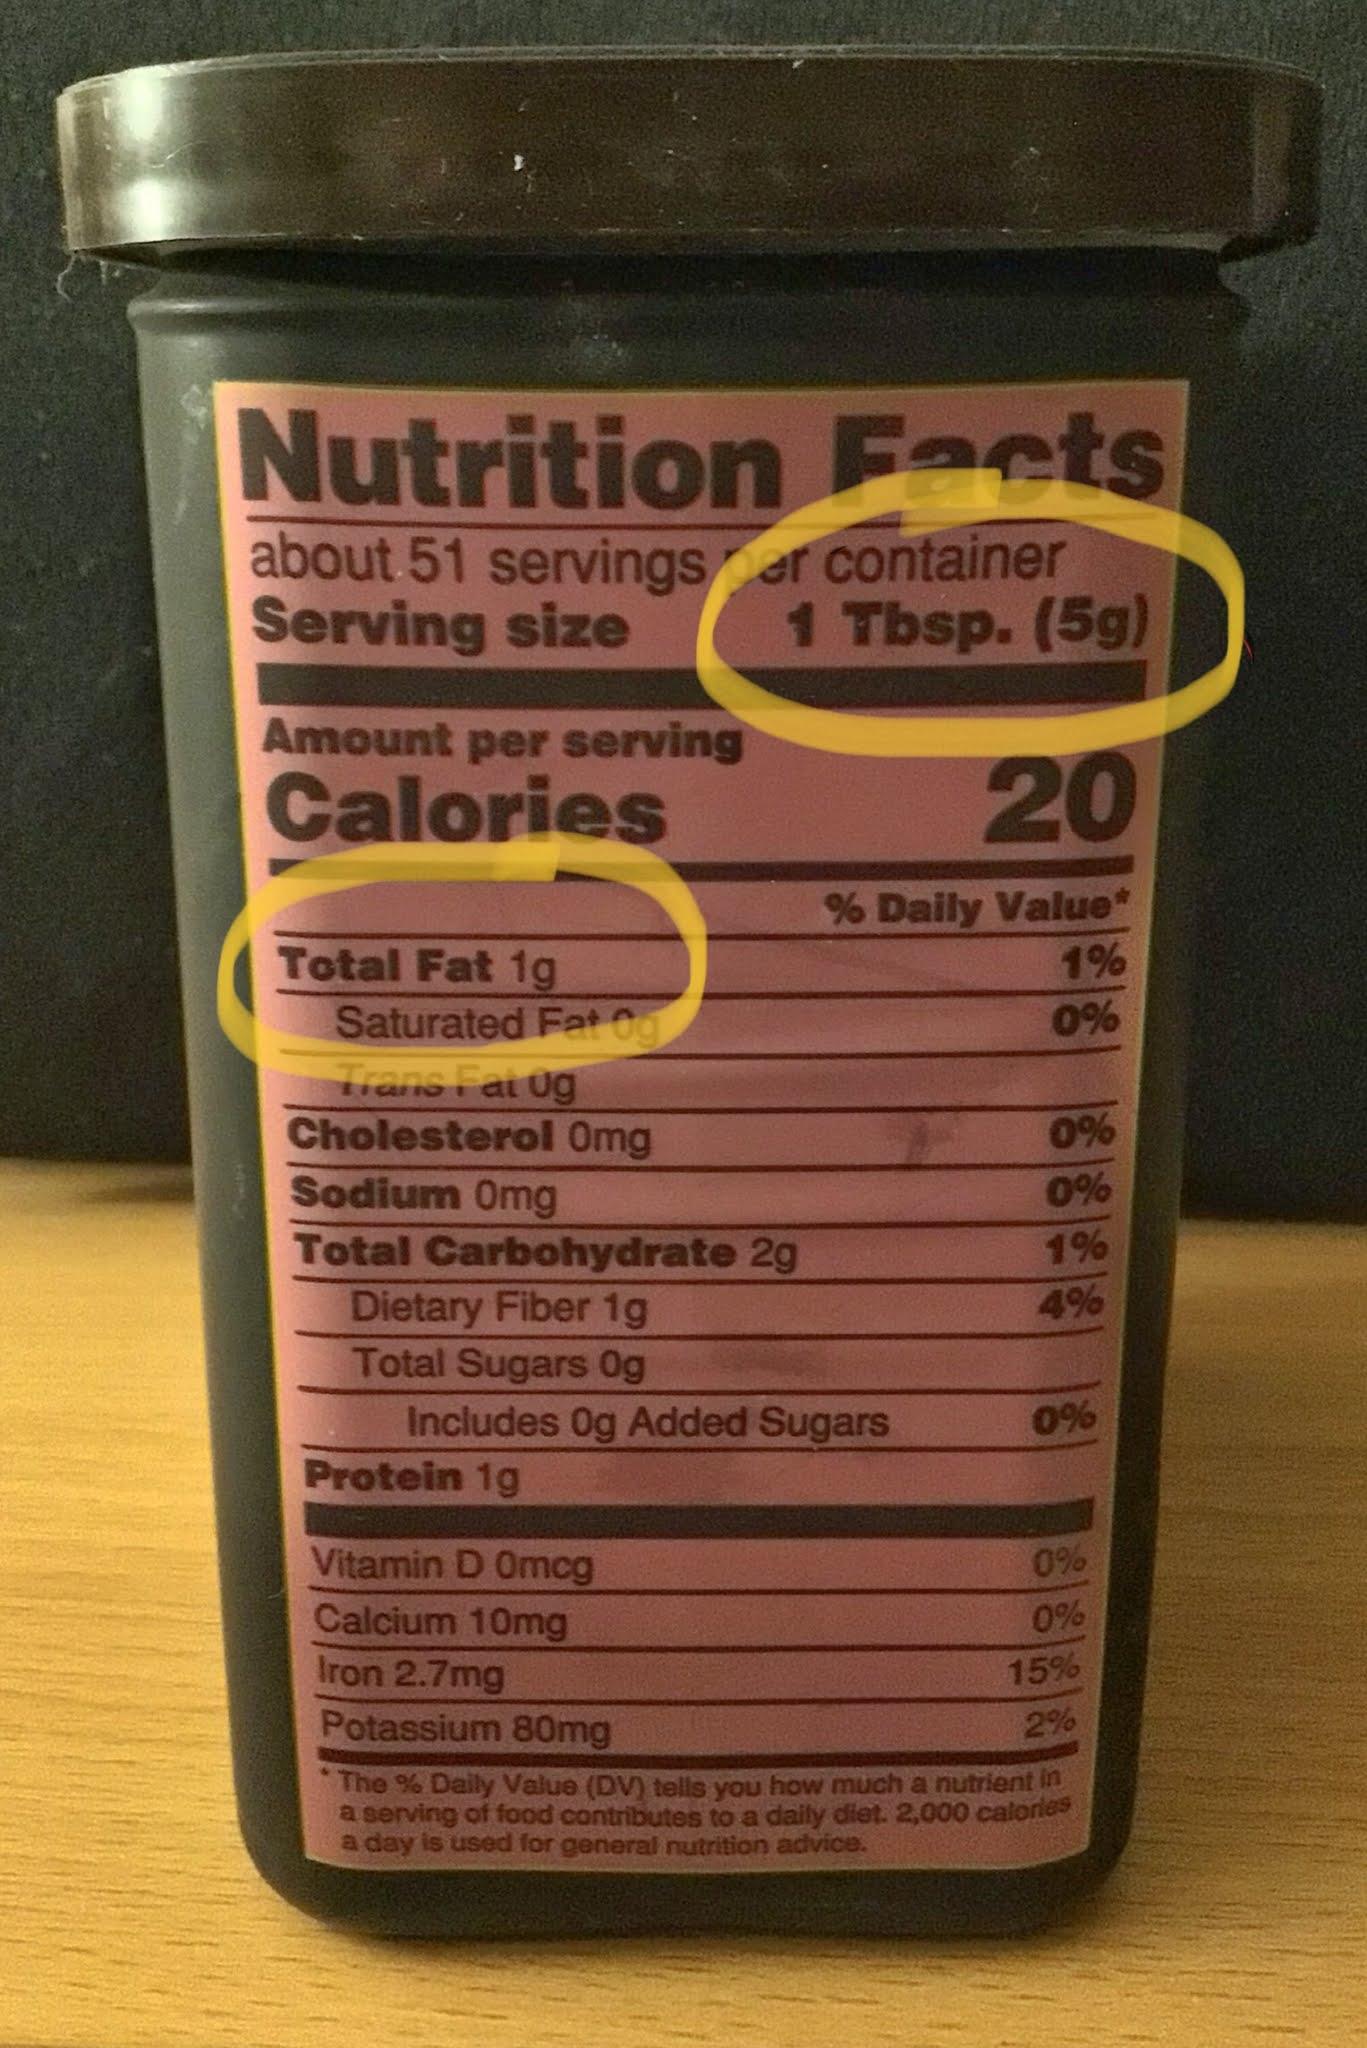 Nutrition Facts
about 51 servings per container
Serving size 1 Tbsp. (5g)
Amount per serving
Calories 20
% Daily Value*
Total Fat 1g 1%
Saturated Fat 0g 0%
Trans Fat 0g
Cholesterol 0mg 0%
Sodium 0mg 0%
Total Carbohydrate 2g 1%
Dietary Fiber 1g 4%
Total Sugars 0g
Includes 0g Added Sugars 0%
Protein 1g
Vitamin D 0mcg 0%
Calcium 10mg 0%
Iron 2.7mg 15%
Potassium 80mg 2%
* The % Daily Value (DV) tells you how much a nutrient in
a serving of food contributes to a daily diet. 2,000 calories
a day is used for general nutrition advice.